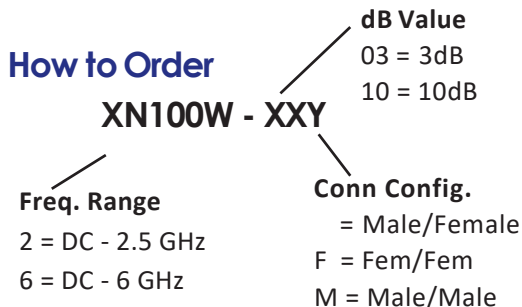 How to Order
XN100W - XXY
dB Value
03 = 3dB
10 = 10dB
Freq. Range
2 = DC - 2.5 GHz
6 = DC - 6 GHz
Conn Config.
= Male/Female
F = Fem/Fem
M = Male/Male